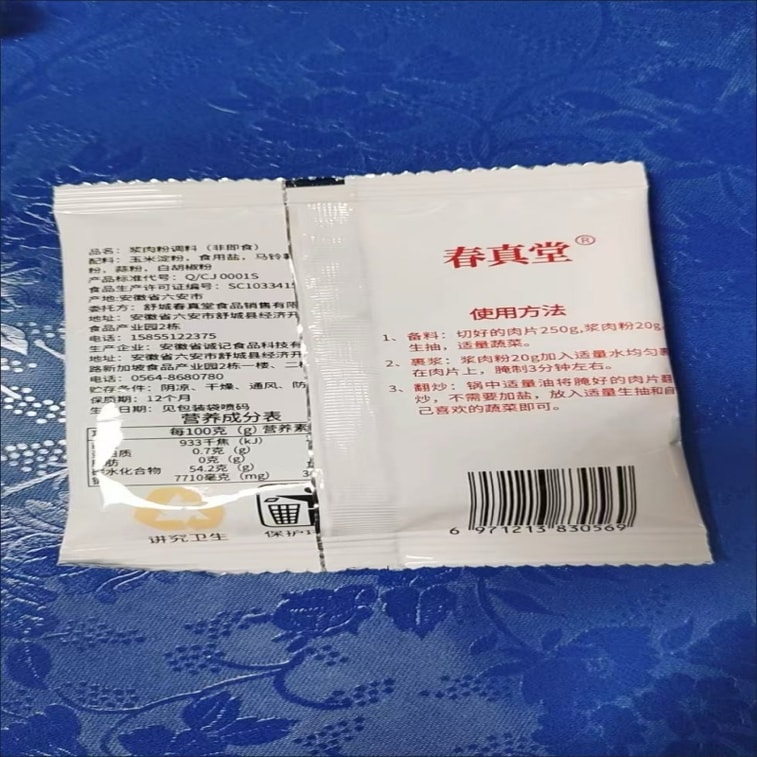 品名：浆肉粉调料（非即食）
配料：玉米淀粉，食用盐，马铃
粉，蒜粉，白胡椒粉
产品标准代号：Q/CJ0001S
食品生产许可证编号：SC1033415
产地:安徽省六安市
委托方：舒城春真堂食品销售有限
地址：安徽省六安市舒城县经济开
食品产业园2栋
电话：15855122375
生产企业：安徽省诚记食品科技有
地址：安徽省六安市舒城县经济开
路新加坡食品产业园2栋一楼、二
电话：0564-8680780
贮存条件：阴凉、干燥、通风、防
保质期：12个月
生 日期：见包装袋喷码
营养成分表
每100克（g）营养素
933千焦（kJ）
质 0.7克（g）
肪 0克（g）
水化合物 54.2克（g）
7710毫克（mg） 3
讲究卫生
保护
春真堂®
使用方法
1、备料：切好的肉片250g,浆肉粉20g
生抽，适量蔬菜。
2、裹浆：浆肉粉20g加入适量水均匀
在肉片上，腌制3分钟左右。
3、翻炒：锅中适量油将腌好的肉片翻
炒，不需要加盐，放入适量生抽和自
己喜欢的蔬菜即可。
6 971213 830569